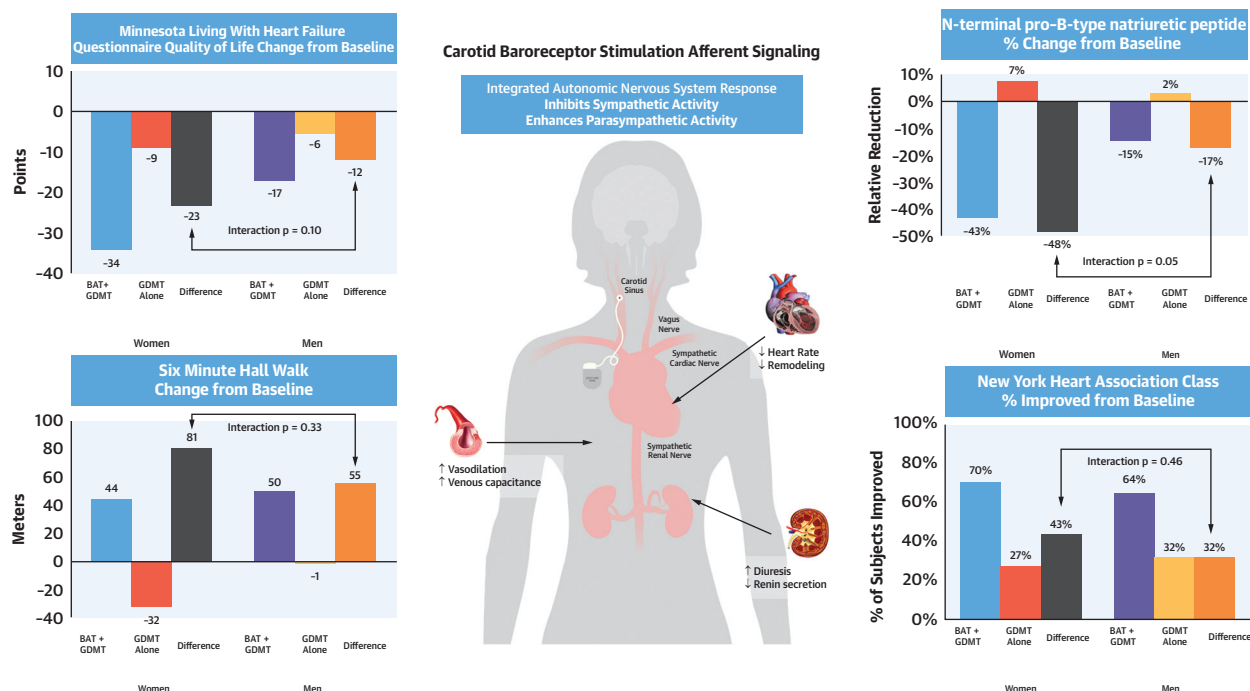 Minnesota Living With Heart Failure
Questionnaire Quality of Life Change from Baseline
10
0
-10
-20
-30
-40
Points
-34
-9
-23
-17
-6
-12
Interaction p = 0.10
BAT+
GDMT
GDMT
Alone
Difference
BAT +
GDMT
GDMT
Alone
Difference
Women
Men
Six Minute Hall Walk
Change from Baseline
100
80
60
40
20
0
-20
-40
Meters
44
-32
81
50
-1
55
Interaction p = 0.33
BAT +
GDMT
GDMT
Alone
Difference
BAT +
GDMT
GDMT
Alone
Difference
Women
Men
Carotid Baroreceptor Stimulation Afferent Signaling
Integrated Autonomic Nervous System Response
Inhibits Sympathetic Activity
Enhances Parasympathetic Activity
Carotid
Sinus
Vagus
Nerve
Sympathetic
Cardiac Nerve
↓ Heart Rate
↓ Remodeling
↑ Vasodilation
↑ Venous capacitance
Sympathetic
Renal Nerve
↑ Diuresis
↓ Renin secretion
N-terminal pro-B-type natriuretic peptide
% Change from Baseline
10%
0%
-10%
-20%
-30%
-40%
-50%
Relative Reduction
-43%
7%
-48%
-15%
2%
-17%
Interaction p = 0.05
BAT +
GDMT
GDMT
Alone
Difference
BAT +
GDMT
GDMT
Alone
Difference
Women
Men
New York Heart Association Class
% Improved from Baseline
100%
80%
60%
40%
20%
0%
% of Subjects Improved
70%
27%
43%
64%
32%
32%
Interaction p = 0.46
BAT +
GDMT
GDMT
Alone
Difference
BAT +
GDMT
GDMT
Alone
Difference
Women
Men